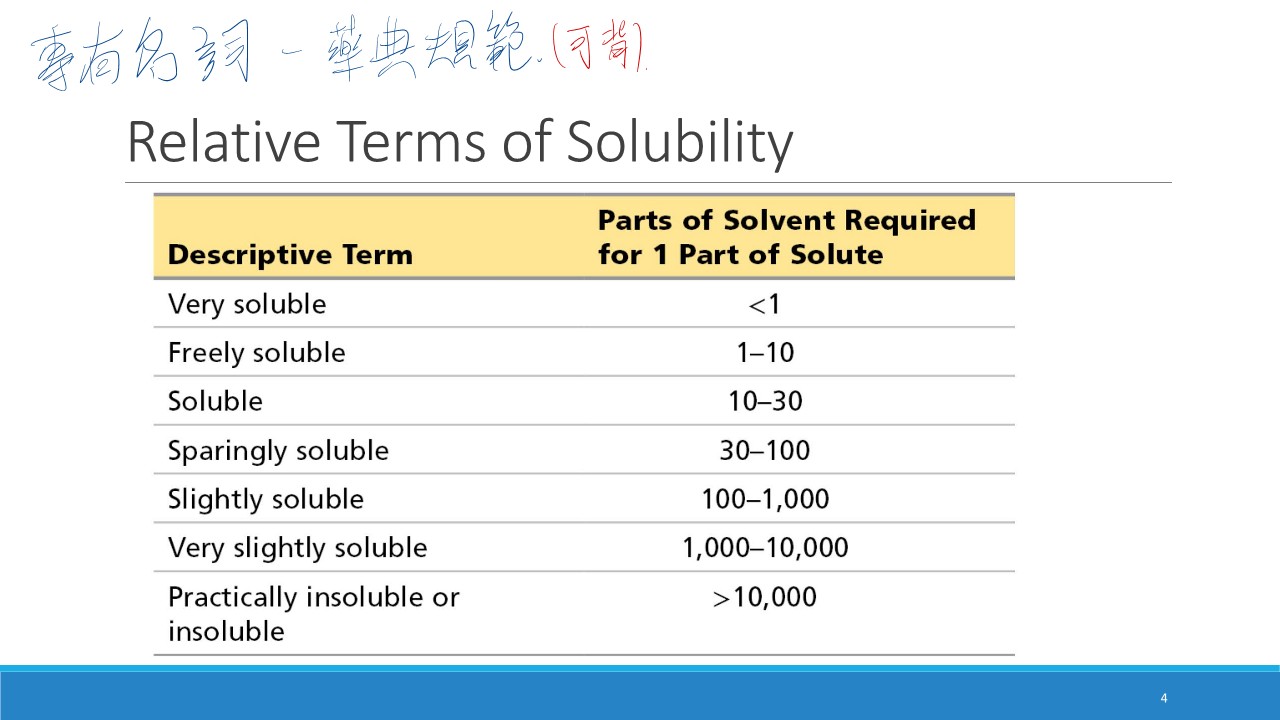 專有名詞 - 藥典規範.(可背).
Relative Terms of Solubility
Descriptive Term
Parts of Solvent Required
for 1 Part of Solute
Very soluble <1
Freely soluble 1–10
Soluble 10–30
Sparingly soluble 30–100
Slightly soluble 100–1,000
Very slightly soluble 1,000–10,000
Practically insoluble or >10,000
insoluble
4